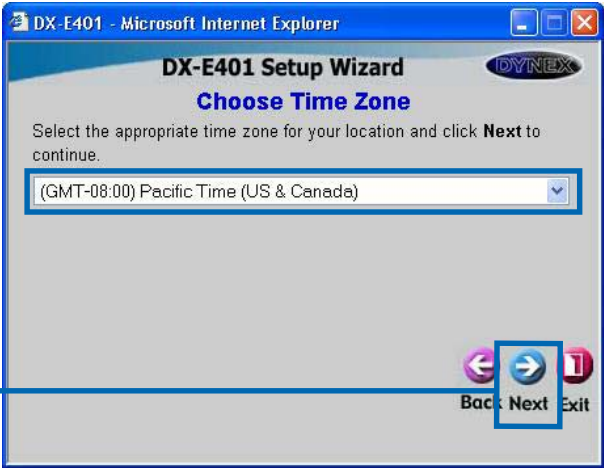 DX-E401 - Microsoft Internet Explorer
DX-E401 Setup Wizard
DYNEX
Choose Time Zone
Select the appropriate time zone for your location and click Next to
continue.
(GMT-08:00) Pacific Time (US & Canada)
Back Next Exit